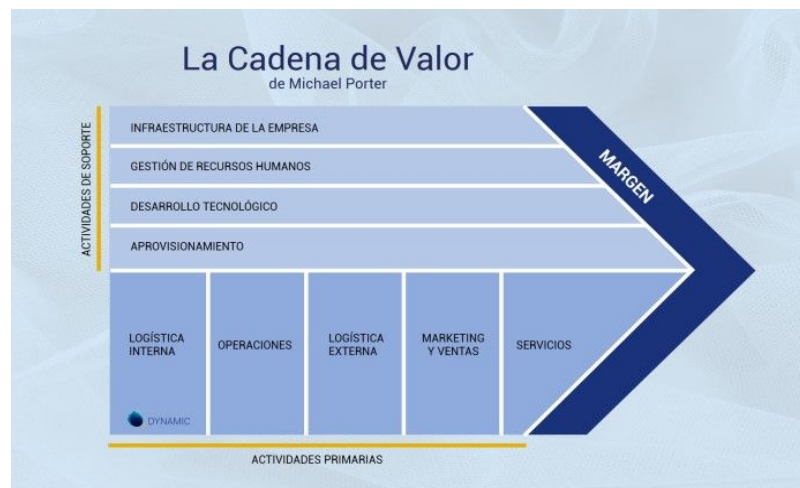 La Cadena de Valor
de Michael Porter
ACTIVIDADES DE SOPORTE
INFRAESTRUCTURA DE LA EMPRESA
GESTIÓN DE RECURSOS HUMANOS
DESARROLLO TECNOLÓGICO
APROVISIONAMIENTO
MARGEN
LOGÍSTICA
INTERNA
OPERACIONES
LOGÍSTICA
EXTERNA
MARKETING
Y VENTAS
SERVICIOS
DYNAMIC
ACTIVIDADES PRIMARIAS